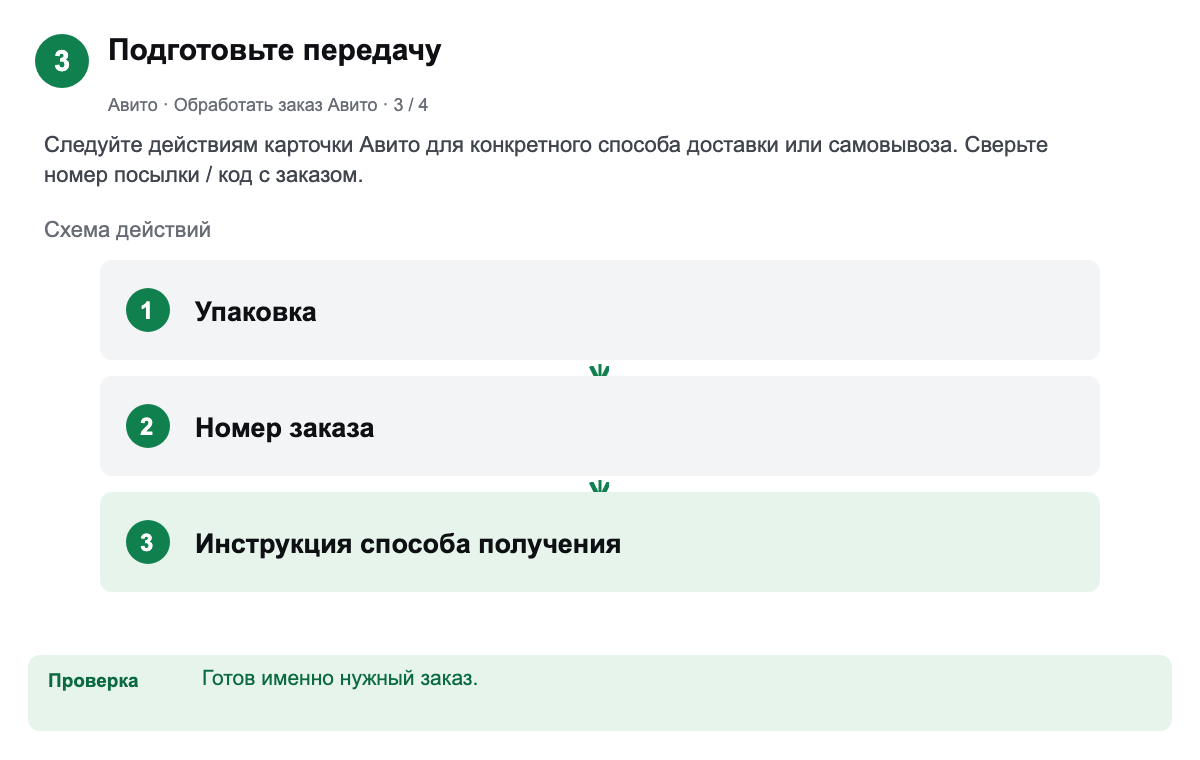 3
Подготовьте передачу
Авито · Обработать заказ Авито · 3 / 4
Следуйте действиям карточки Авито для конкретного способа доставки или самовывоза. Сверьте
номер посылки / код с заказом.
Схема действий
1 Упаковка
2 Номер заказа
3 Инструкция способа получения
Проверка Готов именно нужный заказ.